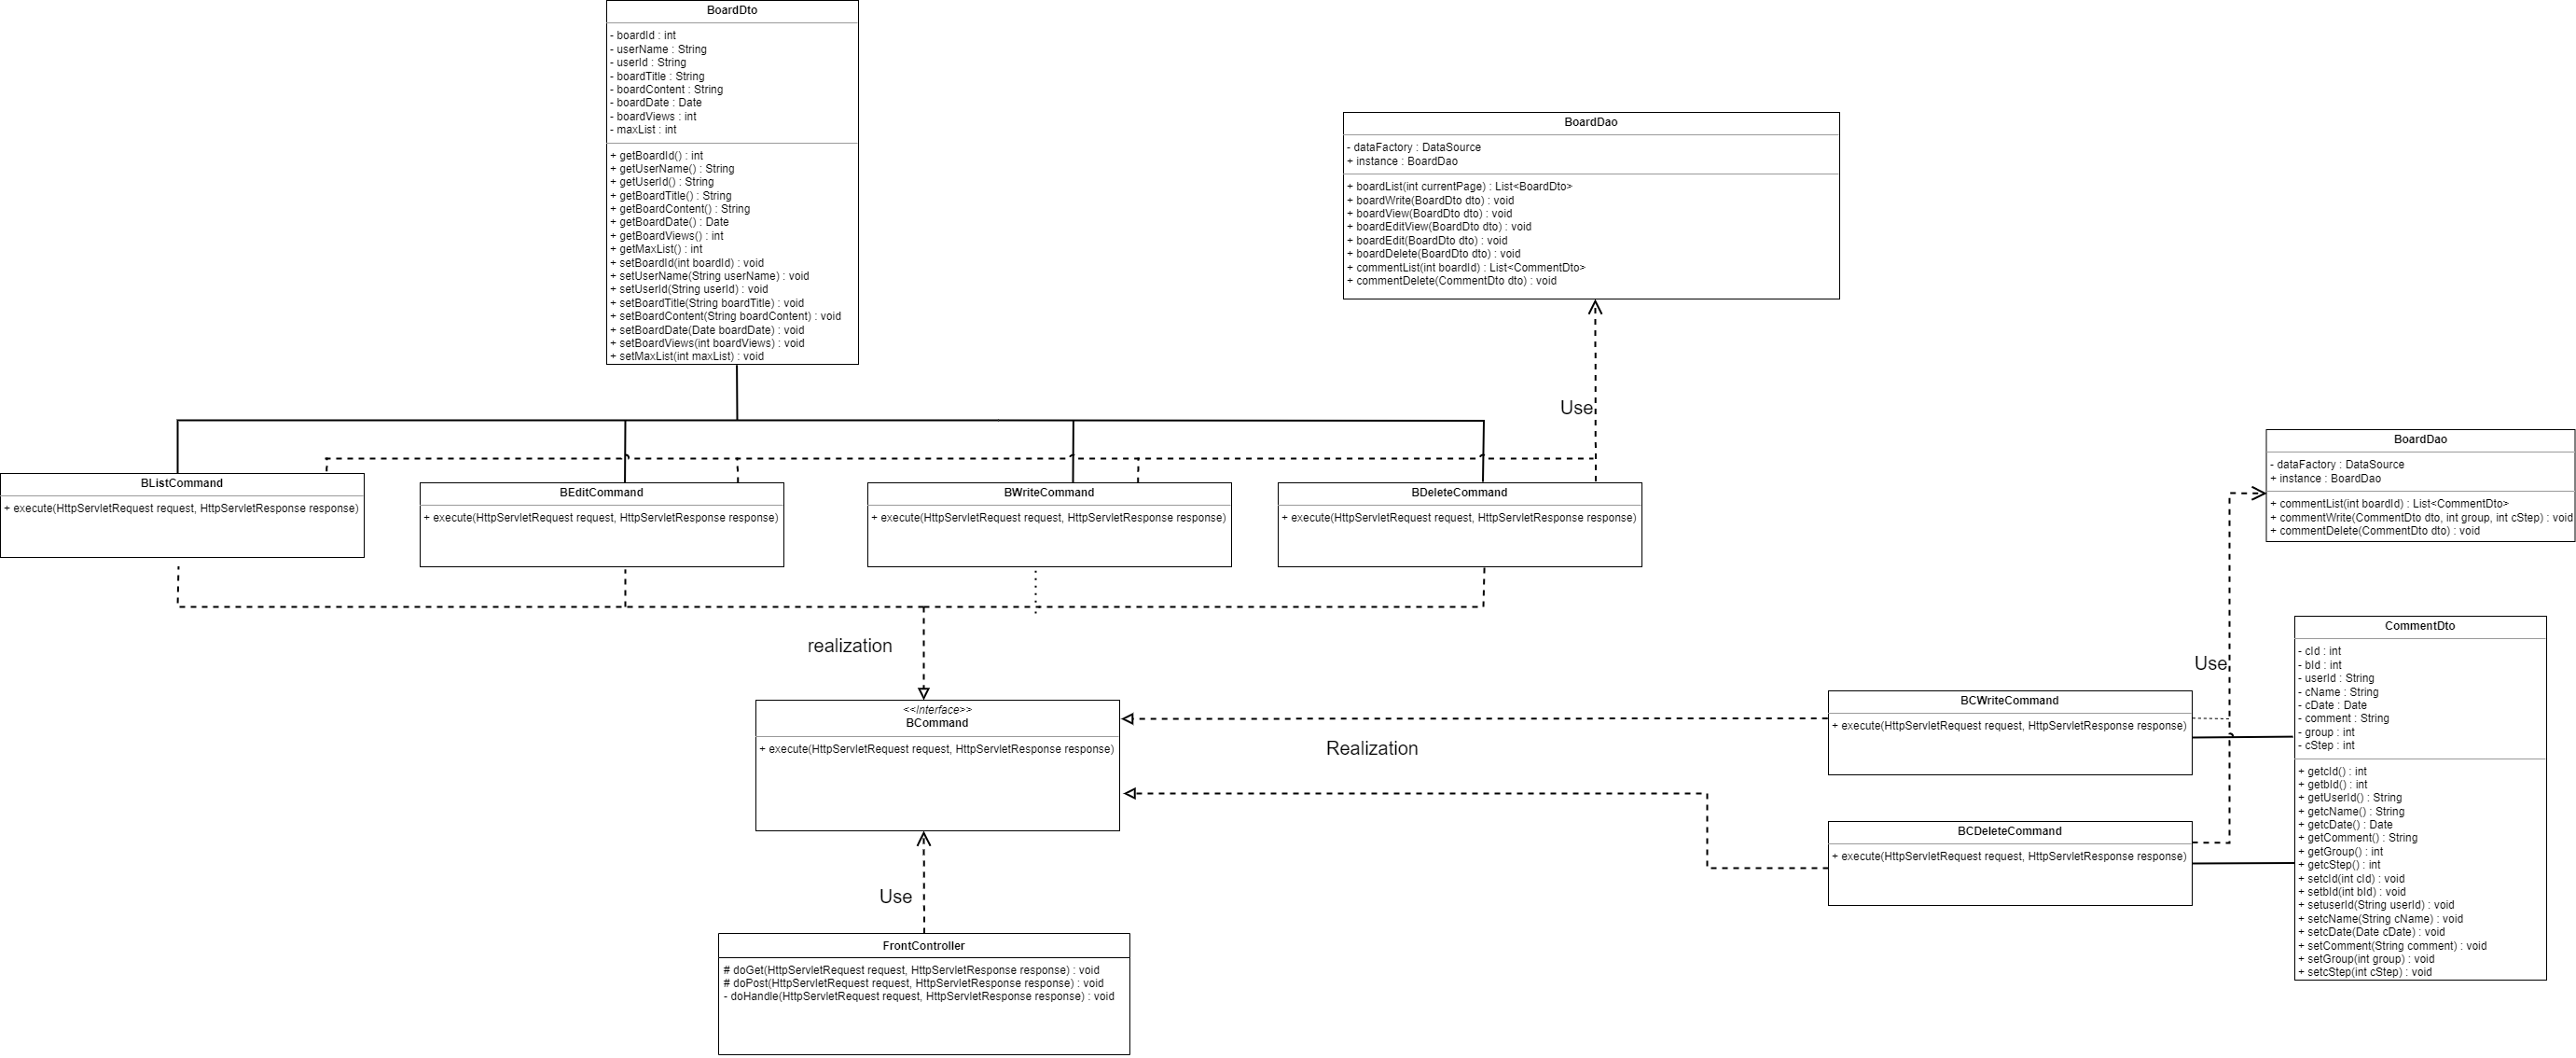 BoardDto
- boardId : int
- userName : String
- userId : String
- boardTitle : String
- boardContent : String
- boardDate : Date
- boardViews : int
- maxList : int
+ getBoardId() : int
+ getUserName() : String
+ getUserId() : String
+ getBoardTitle() : String
+ getBoardContent() : String
+ getBoardDate() : Date
+ getBoardViews() : int
+ getMaxList() : int
+ setBoardId(int boardId) : void
+ setUserName(String userName) : void
+ setUserId(String userId) : void
+ setBoardTitle(String boardTitle) : void
+ setBoardContent(String boardContent) : void
+ setBoardDate(Date boardDate) : void
+ setBoardViews(int boardViews) : void
+ setMaxList(int maxList) : void
BoardDao
- dataFactory : DataSource
+ instance : BoardDao
+ boardList(int currentPage) : List<BoardDto>
+ boardWrite(BoardDto dto) : void
+ boardView(BoardDto dto) : void
+ boardEditView(BoardDto dto) : void
+ boardEdit(BoardDto dto) : void
+ boardDelete(BoardDto dto) : void
+ commentList(int boardId) : List<CommentDto>
+ commentDelete(CommentDto dto) : void
Use
BListCommand
+ execute(HttpServletRequest request, HttpServletResponse response)
BEditCommand
+ execute(HttpServletRequest request, HttpServletResponse response)
BWriteCommand
+ execute(HttpServletRequest request, HttpServletResponse response)
BDeleteCommand
+ execute(HttpServletRequest request, HttpServletResponse response)
BoardDao
- dataFactory : DataSource
+ instance : BoardDao
+ commentList(int boardId) : List<CommentDto>
+ commentWrite(CommentDto dto, int group, int cStep) : void
+ commentDelete(CommentDto dto) : void
realization
<<Interface>>
BCommand
+ execute(HttpServletRequest request, HttpServletResponse response)
Realization
Use
BCWriteCommand
+ execute(HttpServletRequest request, HttpServletResponse response)
BCDeleteCommand
+ execute(HttpServletRequest request, HttpServletResponse response)
CommentDto
- cId : int
- bId : int
- userId : String
- cName : String
- cDate : Date
- comment : String
- group : int
- cStep : int
+ getcId() : int
+ getbId() : int
+ getUserId() : String
+ getcName() : String
+ getcDate() : Date
+ getComment() : String
+ getGroup() : int
+ getcStep() : int
+ setcId(int cId) : void
+ setbId(int bId) : void
+ setuserId(String userId) : void
+ setcName(String cName) : void
+ setcDate(Date cDate) : void
+ setComment(String comment) : void
+ setGroup(int group) : void
+ setcStep(int cStep) : void
Use
FrontController
# doGet(HttpServletRequest request, HttpServletResponse response) : void
# doPost(HttpServletRequest request, HttpServletResponse response) : void
- doHandle(HttpServletRequest request, HttpServletResponse response) : void